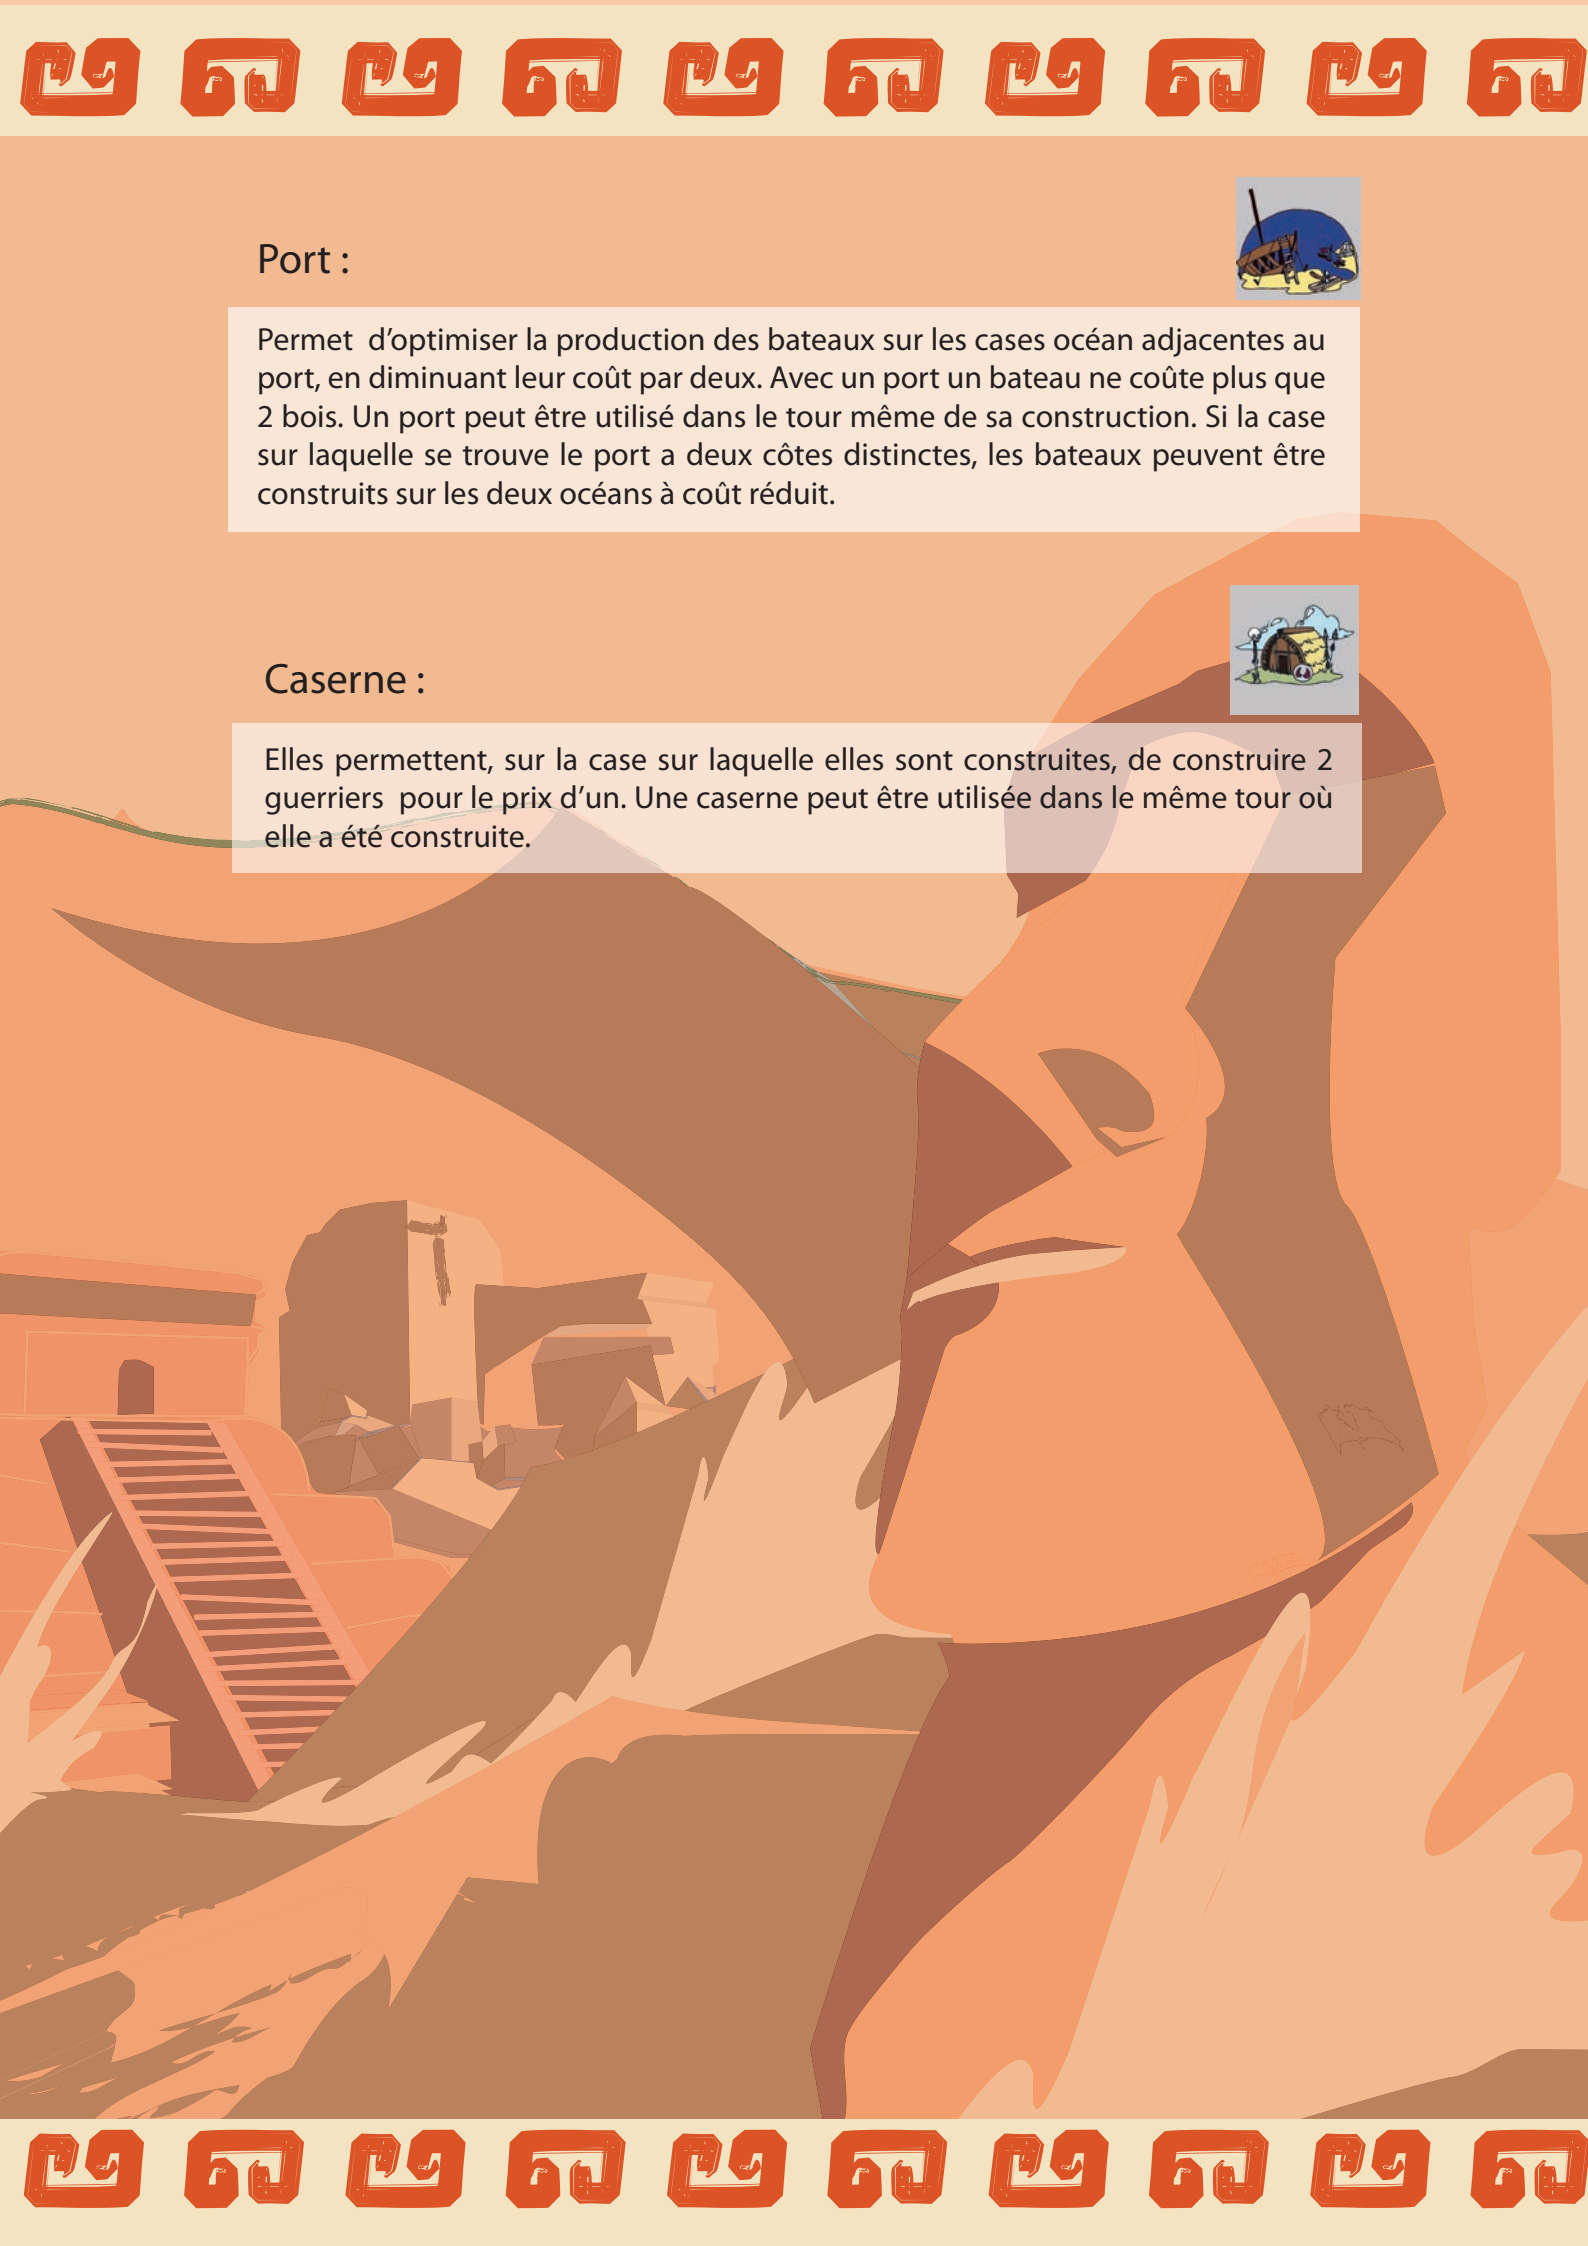 Port :
Permet  d’optimiser la production des bateaux sur les cases océan adjacentes au
port, en diminuant leur coût par deux. Avec un port un bateau ne coûte plus que
2 bois. Un port peut être utilisé dans le tour même de sa construction. Si la case
sur laquelle se trouve le port a deux côtes distinctes, les bateaux peuvent être
construits sur les deux océans à coût réduit.
Caserne :
Elles permettent, sur la case sur laquelle elles sont construites, de construire 2
guerriers  pour le prix d’un. Une caserne peut être utilisée dans le même tour où
elle a été construite.